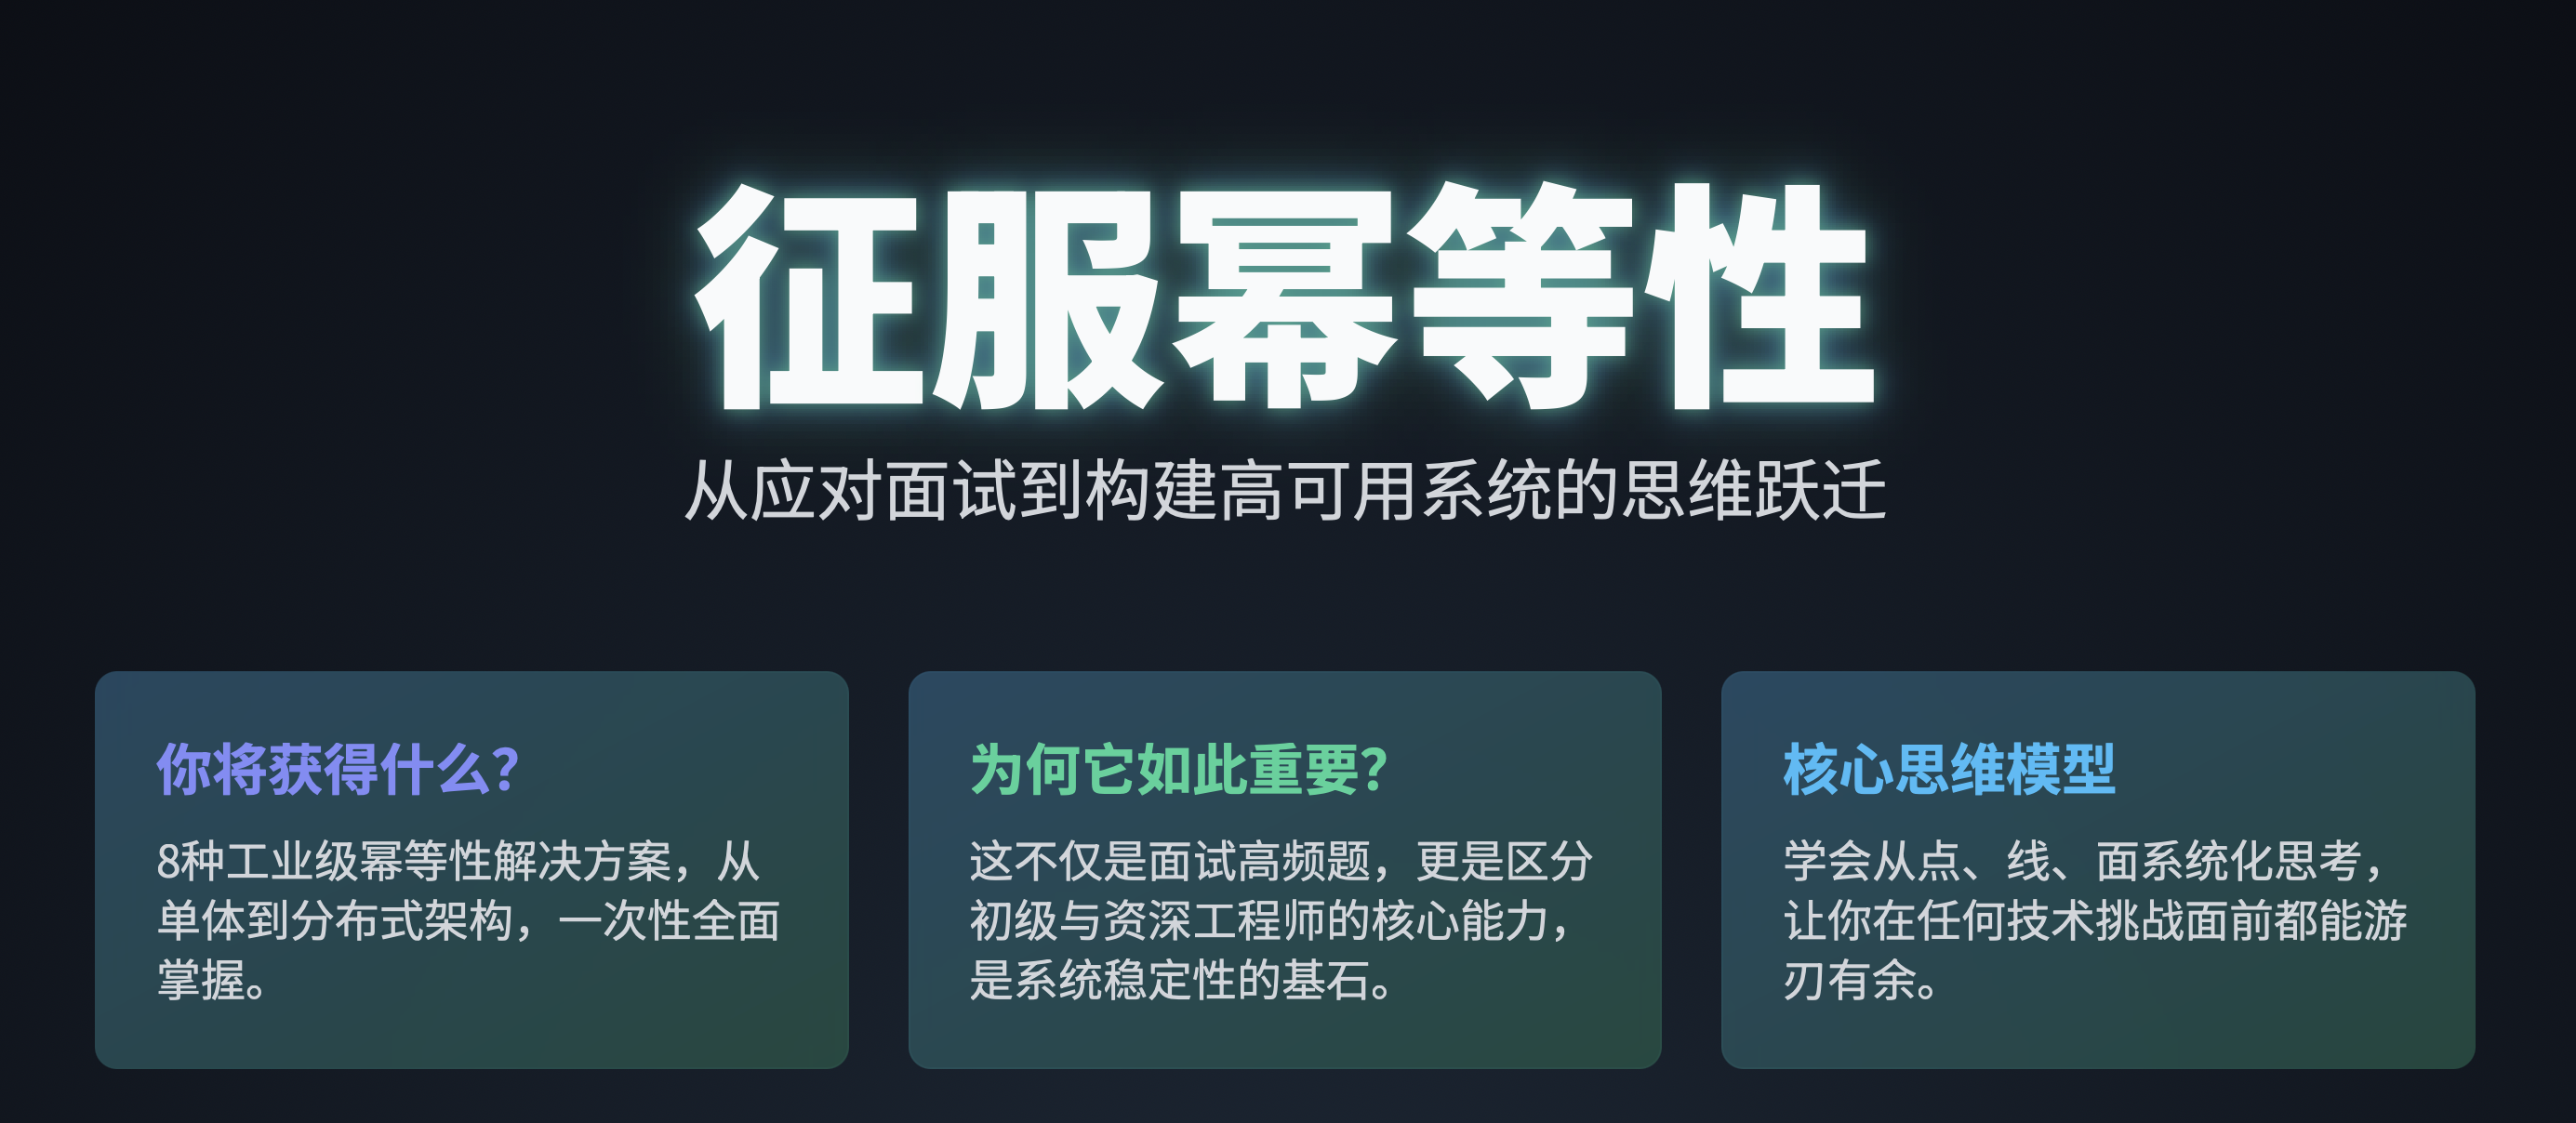 征服幂等性
从应对面试到构建高可用系统的思维跃迁
你将获得什么？
8种工业级幂等性解决方案，从
单体到分布式架构，一次性全面
掌握。
为何它如此重要？
这不仅是面试高频题，更是区分
初级与资深工程师的核心能力，
是系统稳定性的基石。
核心思维模型
学会从点、线、面系统化思考，
让你在任何技术挑战面前都能游
刃有余。